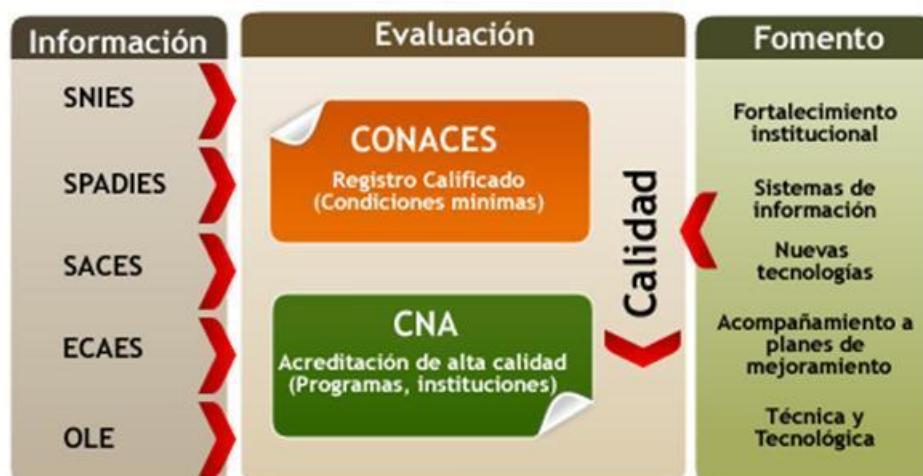 Información
SNIES
SPADIES
SACES
ECAES
OLE
Evaluación
CONACES
Registro Calificado
(Condiciones minimas)
CNA
Acreditación de alta calidad
(Programas, instituciones)
Calidad
Fomento
Fortalecimiento
institucional
Sistemas de
información
Nuevas
tecnologías
Acompañamiento a
planes de
mejoramiento
Técnica y
Tecnológica